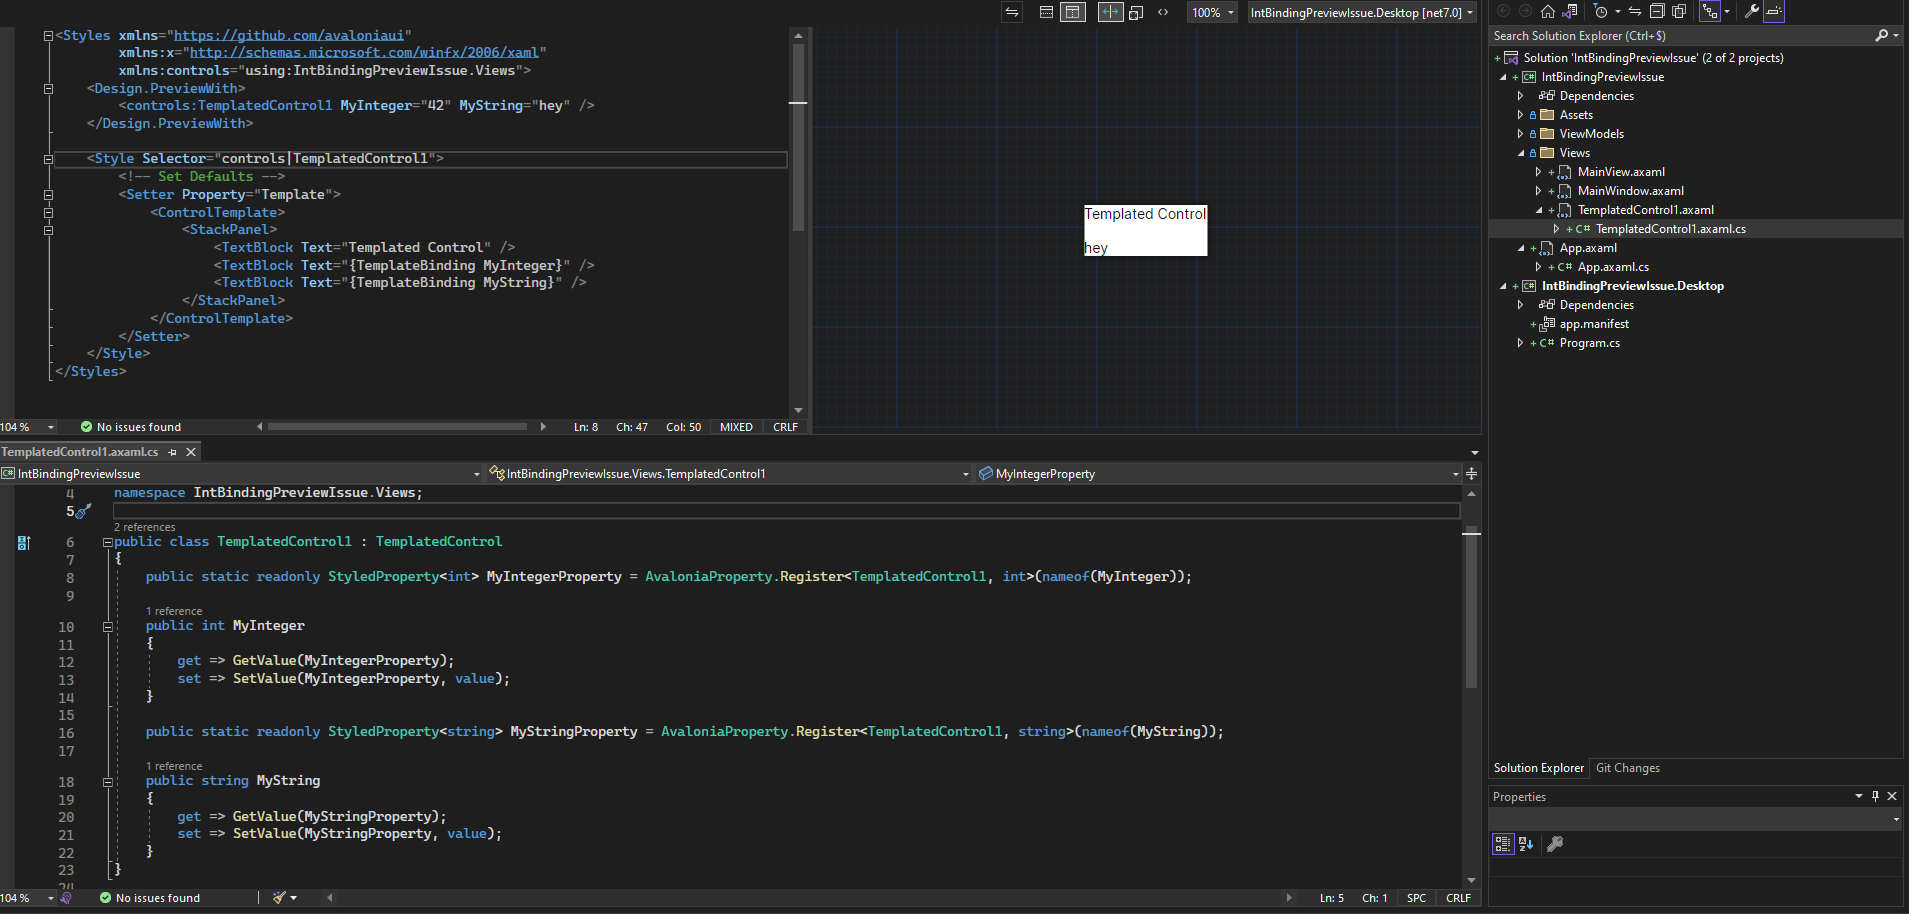 100%
IntBindingPreviewIssue.Desktop [net7.0]
<Styles xmlns="https://github.com/avaloniaui"
xmlns:x="http://schemas.microsoft.com/winfx/2006/xaml"
xmlns:controls="using:IntBindingPreviewIssue.Views">
<Design.PreviewWith>
<controls:TemplatedControl1 MyInteger="42" MyString="hey" />
</Design.PreviewWith>
<Style Selector="controls|TemplatedControl1">
<!-- Set Defaults -->
<Setter Property="Template">
<ControlTemplate>
<StackPanel>
<TextBlock Text="Templated Control" />
<TextBlock Text="{TemplateBinding MyInteger}" />
<TextBlock Text="{TemplateBinding MyString}" />
</StackPanel>
</ControlTemplate>
</Setter>
</Style>
</Styles>
104 %
No issues found
Ln: 8 Ch: 47 Col: 50 MIXED CRLF
Templated Control
hey
TemplatedControl1.axaml.cs
IntBindingPreviewIssue
IntBindingPreviewIssue.Views.TemplatedControl1
MyIntegerProperty
4 namespace IntBindingPreviewIssue.Views;
5
2 references
6 public class TemplatedControl1 : TemplatedControl
7 {
8 public static readonly StyledProperty<int> MyIntegerProperty = AvaloniaProperty.Register<TemplatedControl1, int>(nameof(MyInteger));
9
1 reference
10 public int MyInteger
11 {
12 get => GetValue(MyIntegerProperty);
13 set => SetValue(MyIntegerProperty, value);
14 }
15
16 public static readonly StyledProperty<string> MyStringProperty = AvaloniaProperty.Register<TemplatedControl1, string>(nameof(MyString));
17
1 reference
18 public string MyString
19 {
20 get => GetValue(MyStringProperty);
21 set => SetValue(MyStringProperty, value);
22 }
23 }
24
104 %
No issues found
Ln: 5 Ch: 1 SPC CRLF
Search Solution Explorer (Ctrl+$)
Solution 'IntBindingPreviewIssue' (2 of 2 projects)
IntBindingPreviewIssue
Dependencies
Assets
ViewModels
Views
MainView.axaml
MainWindow.axaml
TemplatedControl1.axaml
C# TemplatedControl1.axaml.cs
App.axaml
C# App.axaml.cs
IntBindingPreviewIssue.Desktop
Dependencies
app.manifest
C# Program.cs
Solution Explorer Git Changes
Properties